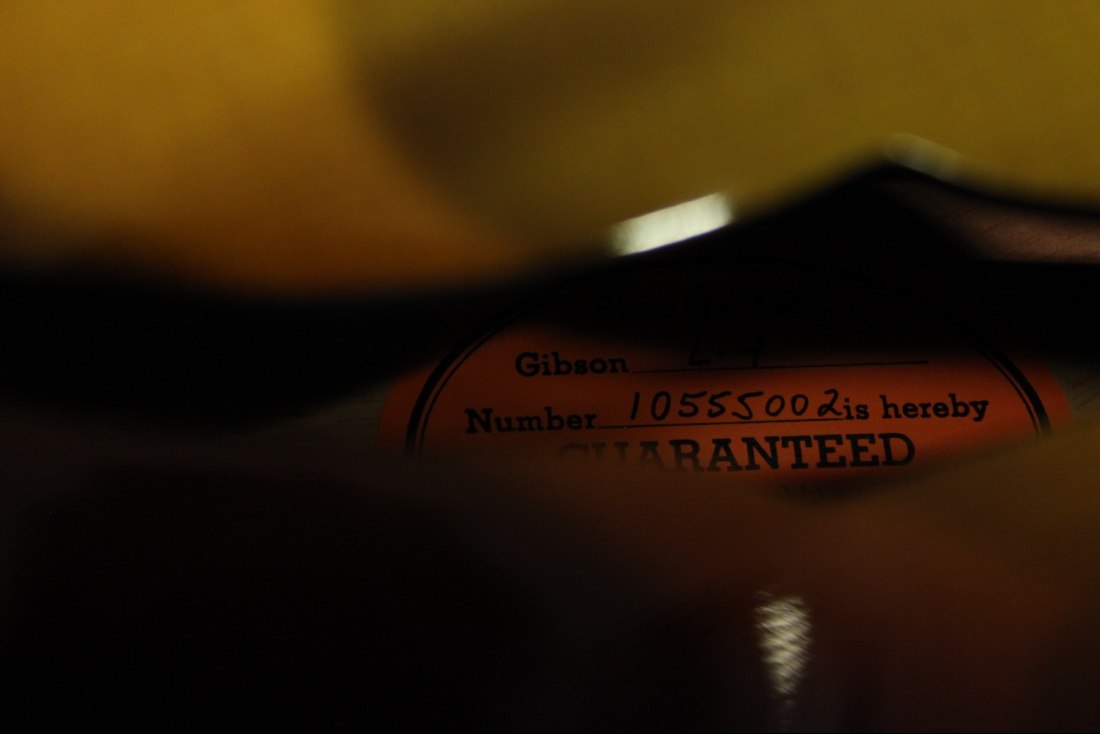 Gibson
Number 10555002 is hereby
GUARANTEED